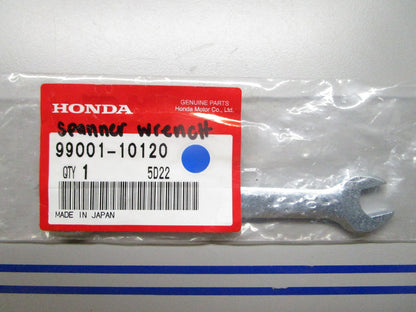 HONDA
GENUINE PARTS
Honda Motor Co., Ltd.
spanner wrench
99001-10120
QTY 1 5D22
MADE IN JAPAN